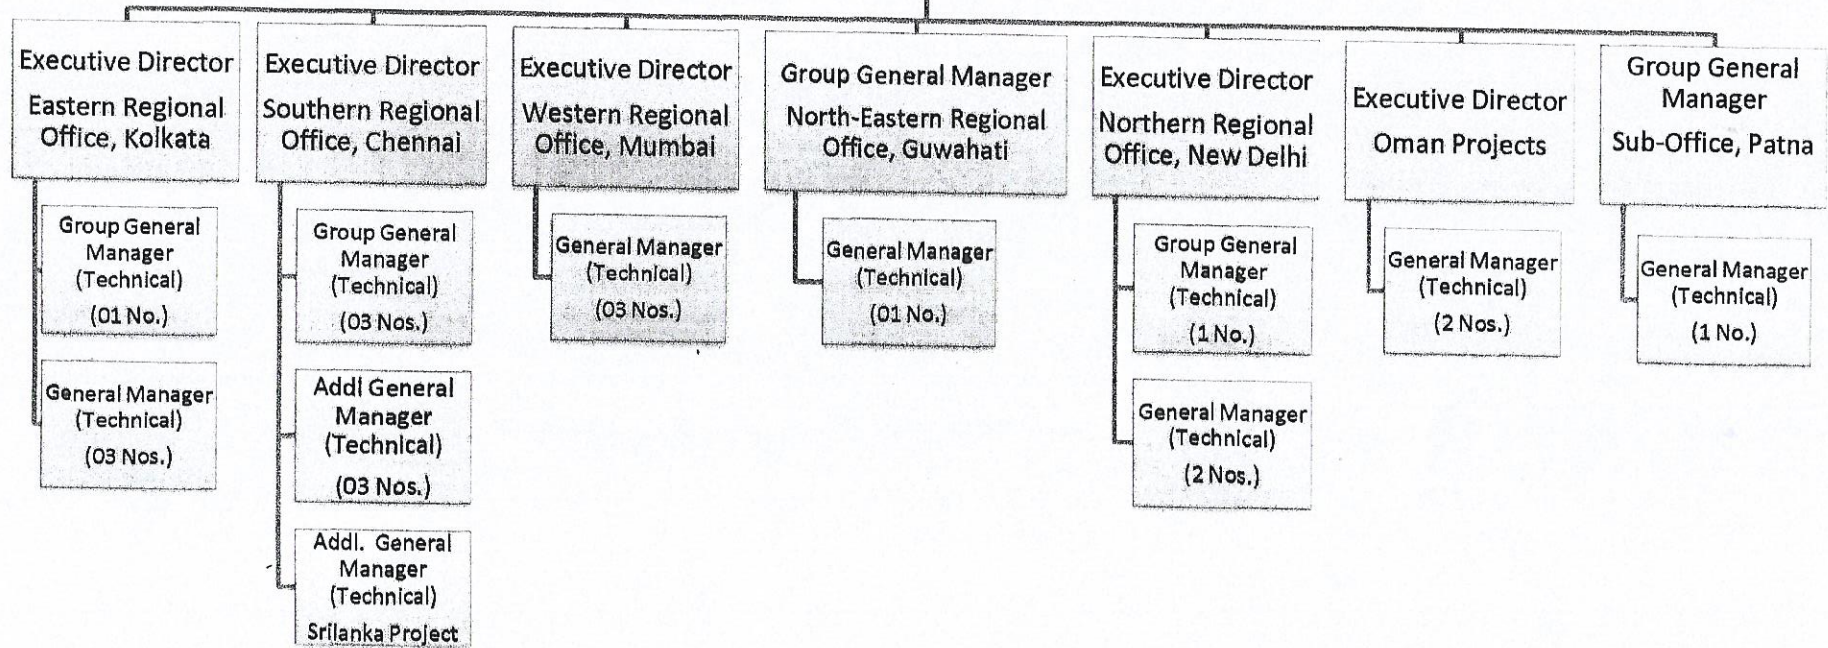 Executive Director
Eastern Regional
Office, Kolkata
Group General
Manager
(Technical)
(01 No.)
General Manager
(Technical)
(03 Nos.)
Executive Director
Southern Regional
Office, Chennai
Group General
Manager
(Technical)
(03 Nos.)
Addl General
Manager
(Technical)
(03 Nos.)
Addl. General
Manager
(Technical)
Srilanka Project
Executive Director
Western Regional
Office, Mumbai
General Manager
(Technical)
(03 Nos.)
Group General Manager
North-Eastern Regional
Office, Guwahati
General Manager
(Technical)
(01 No.)
Executive Director
Northern Regional
Office, New Delhi
Group General
Manager
(Technical)
(1 No.)
General Manager
(Technical)
(2 Nos.)
Executive Director
Oman Projects
General Manager
(Technical)
(2 Nos.)
Group General
Manager
Sub-Office, Patna
General Manager
(Technical)
(1 No.)